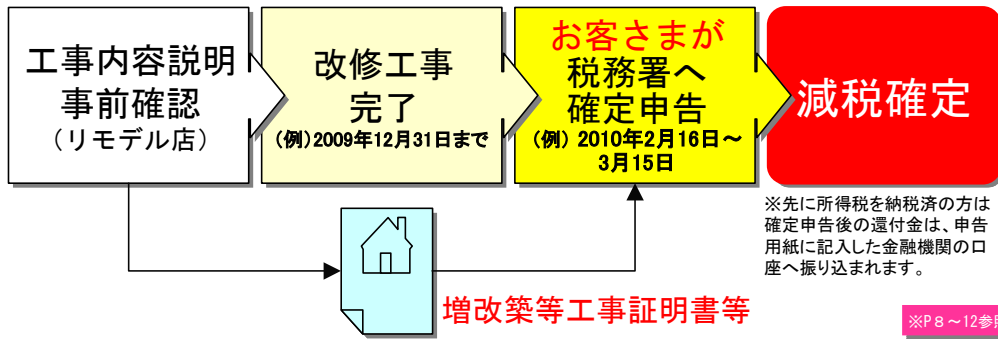 工事内容説明
事前確認
（リモデル店）
改修工事
完了
（例）2009年12月31日まで
お客さまが
税務署へ
確定申告
（例） 2010年2月16日～
3月15日
減税確定
※先に所得税を納税済の方は
確定申告後の還付金は、申告
用紙に記入した金融機関の口
座へ振り込まれます。
増改築等工事証明書等
※P８～12参照